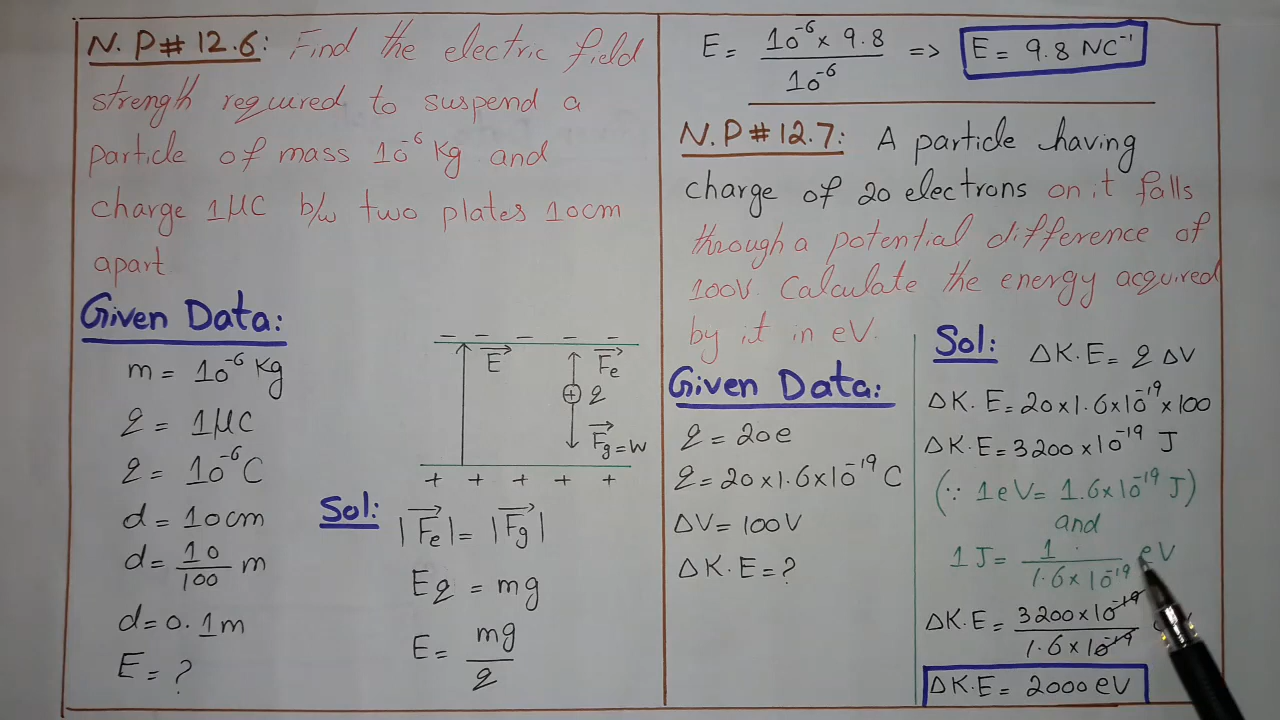 N.P# 12.6: Find the electric field
strength required to suspend a
particle of mass 10⁻⁶ Kg and
charge 1μC b/w two plates 10cm
apart.
Given Data:
m = 10⁻⁶ Kg
q = 1μC
q = 10⁻⁶ C
d = 10cm
d = 10/100 m
d = 0.1m
E = ?
− − − − −
E→ F→e
+ q
F→g = W
+ + + + +
Sol: |F→e| = |F→g|
Eq = mg
E = mg/q
E = 10⁻⁶ × 9.8 / 10⁻⁶ => E = 9.8 NC⁻¹
N.P# 12.7: A particle having
charge of 20 electrons on it falls
through a potential difference of
100V. Calculate the energy acquired
by it in eV.
Given Data:
q = 20e
q = 20×1.6×10⁻¹⁹ C
ΔV = 100V
ΔK.E = ?
Sol: ΔK.E = q ΔV
ΔK.E = 20×1.6×10⁻¹⁹×100
ΔK.E = 3200×10⁻¹⁹ J
(∵ 1eV = 1.6×10⁻¹⁹ J)
and
1J = 1/1.6×10⁻¹⁹ eV
ΔK.E = 3200×10⁻¹⁹/1.6×10⁻¹⁹
ΔK.E = 2000 eV